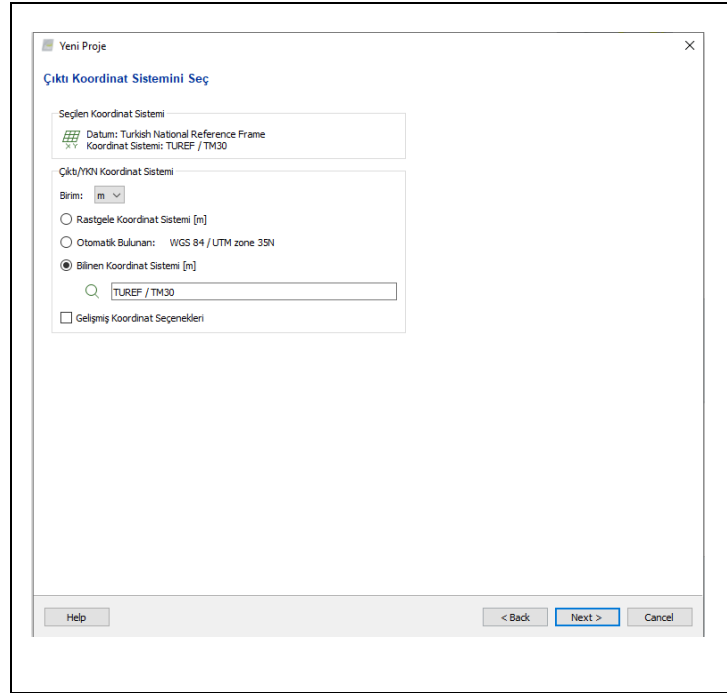 Yeni Proje
Çıktı Koordinat Sistemini Seç
Seçilen Koordinat Sistemi
Datum: Turkish National Reference Frame
Koordinat Sistemi: TUREF / TM30
Çıktı/YKN Koordinat Sistemi
Birim: m
Rastgele Koordinat Sistemi [m]
Otomatik Bulunan: WGS 84 / UTM zone 35N
Bilinen Koordinat Sistemi [m]
TUREF / TM30
Gelişmiş Koordinat Seçenekleri
Help < Back Next > Cancel